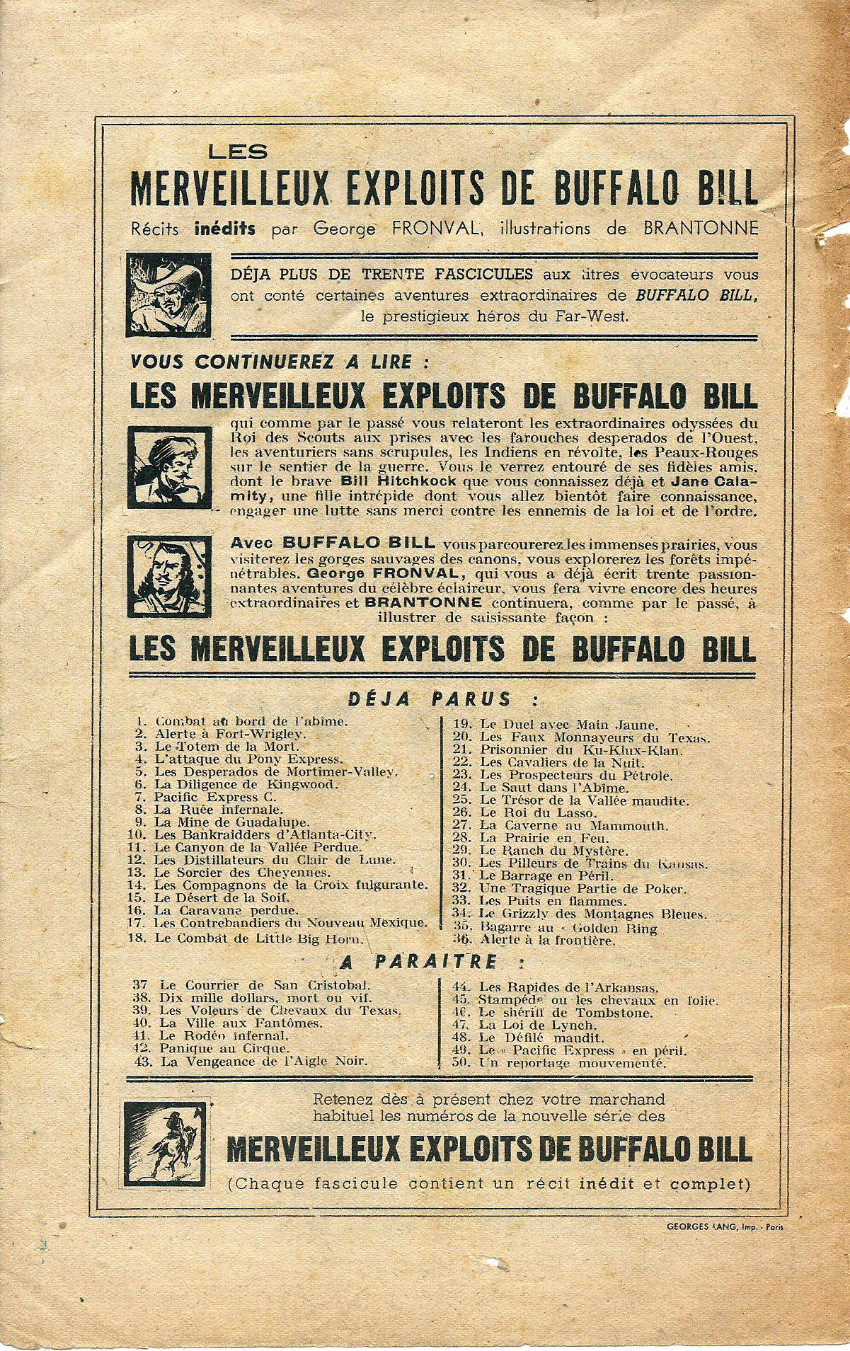 LES
MERVEILLEUX EXPLOITS DE BUFFALO BILL
Récits inédits par George FRONVAL, illustrations de BRANTONNE
DÉJA PLUS DE TRENTE FASCICULES aux titres évocateurs vous
ont conté certaines aventures extraordinaires de BUFFALO BILL,
le prestigieux héros du Far-West.
VOUS CONTINUEREZ A LIRE :
LES MERVEILLEUX EXPLOITS DE BUFFALO BILL
qui comme par le passé vous relateront les extraordinaires odyssées du
Roi des Scouts aux prises avec les farouches desperados de l'Ouest,
les aventuriers sans scrupules, les Indiens en révolte, les Peaux-Rouges
sur le sentier de la guerre. Vous le verrez entouré de ses fidèles amis,
dont le brave Bill Hitchkock que vous connaissez déjà et Jane Cala-
mity, une fille intrépide dont vous allez bientôt faire connaissance,
engager une lutte sans merci contre les ennemis de la loi et de l'ordre.
Avec BUFFALO BILL vous parcourerez les immenses prairies, vous
visiterez les gorges sauvages des canons, vous explorerez les forêts impé-
nétrables. George FRONVAL, qui vous a déjà écrit trente passion-
nantes aventures du célèbre éclaireur, vous fera vivre encore des heures
extraordinaires et BRANTONNE continuera, comme par le passé, à
illustrer de saisissante façon :
LES MERVEILLEUX EXPLOITS DE BUFFALO BILL
DÉJA PARUS :
1. Combat au bord de l'abîme.
2. Alerte à Fort-Wrigley.
3. Le Totem de la Mort.
4. L'attaque du Pony Express.
5. Les Desperados de Mortimer-Valley.
6. La Diligence de Kingwood.
7. Pacific Express C.
8. La Ruée infernale.
9. La Mine de Guadalupe.
10. Les Bankraidders d'Atlanta-City.
11. Le Canyon de la Vallée Perdue.
12. Les Distillateurs du Clair de Lune.
13. Le Sorcier des Cheyennes.
14. Les Compagnons de la Croix fulgurante.
15. Le Désert de la Soif.
16. La Caravane perdue.
17. Les Contrebandiers du Nouveau Mexique.
18. Le Combat de Little Big Horn.
19. Le Duel avec Main Jaune.
20. Les Faux Monnayeurs du Texas.
21. Prisonnier du Ku-Klux-Klan.
22. Les Cavaliers de la Nuit.
23. Les Prospecteurs du Pétrole.
24. Le Saut dans l'Abîme.
25. Le Trésor de la Vallée maudite.
26. Le Roi du Lasso.
27. La Caverne au Mammouth.
28. La Prairie en Feu.
29. Le Ranch du Mystère.
30. Les Pilleurs de Trains du Kansas.
31. Le Barrage en Péril.
32. Une Tragique Partie de Poker.
33. Les Puits en flammes.
34. Le Grizzly des Montagnes Bleues.
35. Bagarre au « Golden Ring
36. Alerte à la frontière.
A PARAITRE :
37 Le Courrier de San Cristobal.
38. Dix mille dollars, mort ou vif.
39. Les Voleurs de Chevaux du Texas.
40. La Ville aux Fantômes.
41. Le Rodéo infernal.
42. Panique au Cirque.
43. La Vengeance de l'Aigle Noir.
44. Les Rapides de l'Arkansas.
45. Stampéde ou les chevaux en folie.
46. Le shériff de Tombstone.
47. La Loi de Lynch.
48. Le Défilé maudit.
49. Le « Pacific Express » en péril.
50. Un reportage mouvementé.
Retenez dès à présent chez votre marchand
habituel les numéros de la nouvelle série des
MERVEILLEUX EXPLOITS DE BUFFALO BILL
(Chaque fascicule contient un récit inédit et complet)
GEORGES LANG, Imp. - Paris